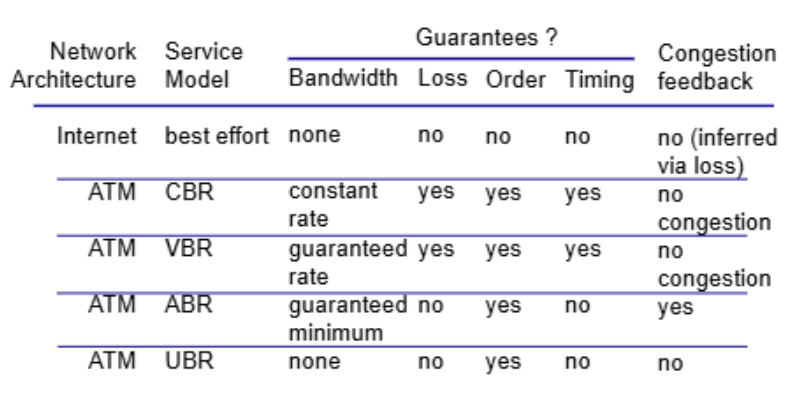 Guarantees ?
Network Service Congestion
Architecture Model Bandwidth Loss Order Timing feedback
Internet best effort none no no no no (inferred
via loss)
ATM CBR constant yes yes yes no
rate congestion
ATM VBR guaranteed yes yes yes no
rate congestion
ATM ABR guaranteed no yes no yes
minimum
ATM UBR none no yes no no